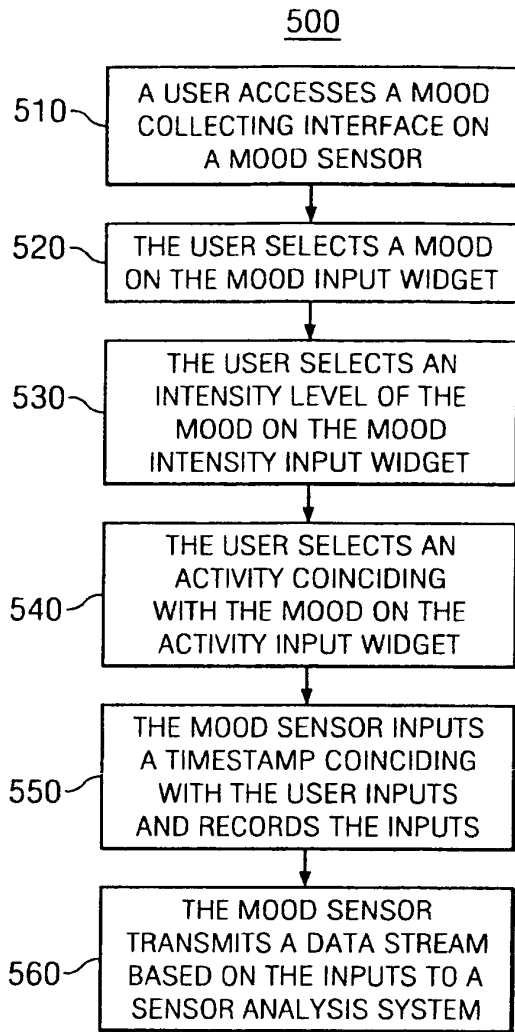 500
510
A USER ACCESSES A MOOD
COLLECTING INTERFACE ON
A MOOD SENSOR
520
THE USER SELECTS A MOOD
ON THE MOOD INPUT WIDGET
530
THE USER SELECTS AN
INTENSITY LEVEL OF THE
MOOD ON THE MOOD
INTENSITY INPUT WIDGET
540
THE USER SELECTS AN
ACTIVITY COINCIDING
WITH THE MOOD ON THE
ACTIVITY INPUT WIDGET
550
THE MOOD SENSOR INPUTS
A TIMESTAMP COINCIDING
WITH THE USER INPUTS
AND RECORDS THE INPUTS
560
THE MOOD SENSOR
TRANSMITS A DATA STREAM
BASED ON THE INPUTS TO A
SENSOR ANALYSIS SYSTEM